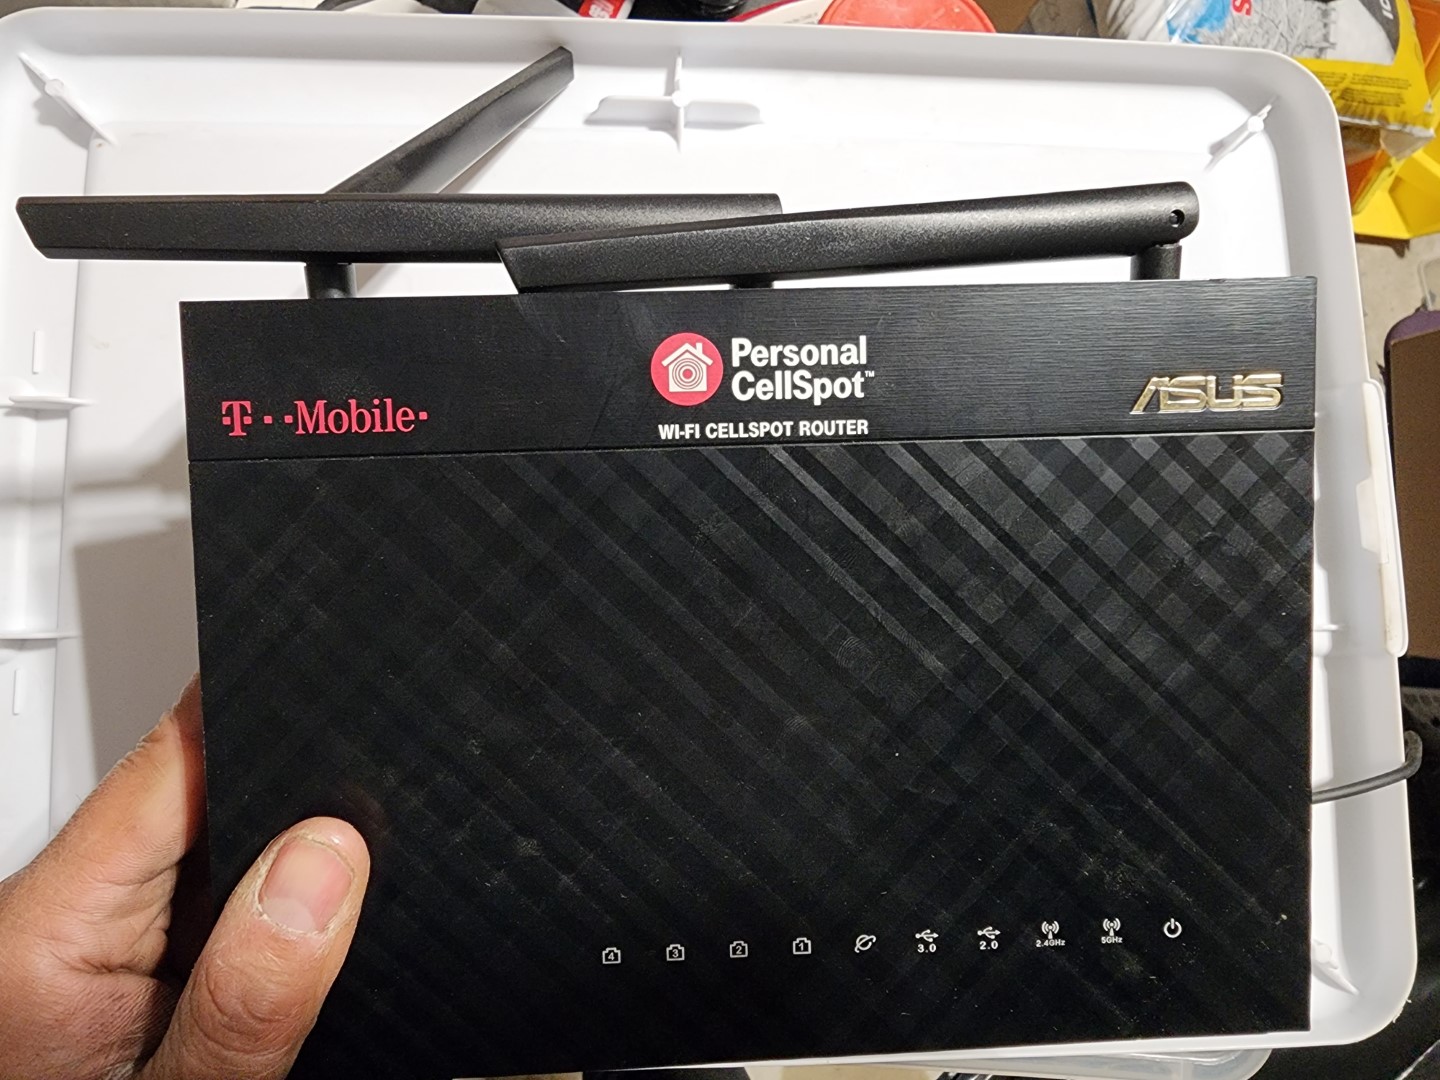 T··Mobile·
Personal
CellSpot™
WI-FI CELLSPOT ROUTER
ASUS
4
3
2
1
3.0
2.0
2.4GHz
5GHz